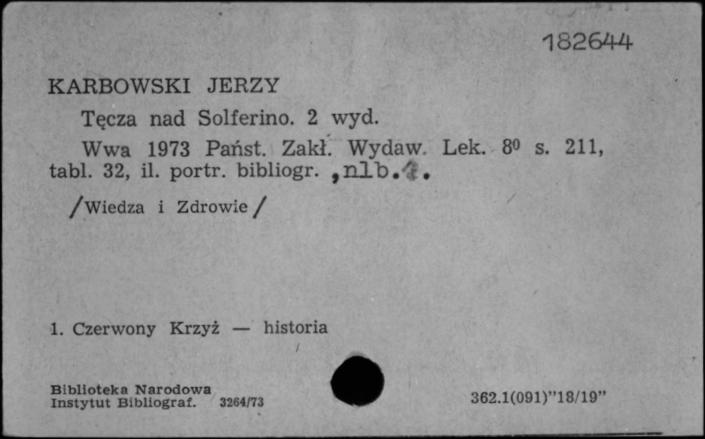 182644
KARBOWSKI JERZY
Tęcza nad Solferino. 2 wyd.
Wwa 1973 Państ. Zakł. Wydaw. Lek. 8⁰ s. 211,
tabl. 32, il. portr. bibliogr. ,nlb.
/Wiedza i Zdrowie/
1. Czerwony Krzyż — historia
Biblioteka Narodowa
Instytut Bibliograf. 3264/73
362.1(091)”18/19”